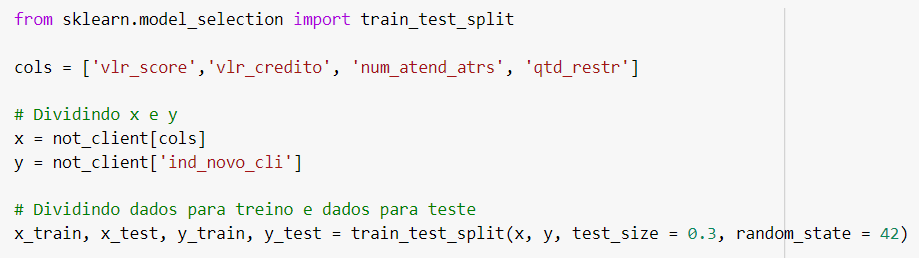 from sklearn.model_selection import train_test_split
cols = ['vlr_score','vlr_credito', 'num_atend_atrs', 'qtd_restr']
# Dividindo x e y
x = not_client[cols]
y = not_client['ind_novo_cli']
# Dividindo dados para treino e dados para teste
x_train, x_test, y_train, y_test = train_test_split(x, y, test_size = 0.3, random_state = 42)